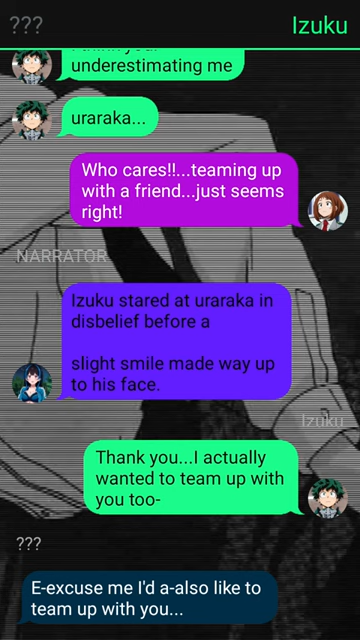 ??? Izuku
underestimating me
uraraka...
Who cares!!...teaming up
with a friend...just seems
right!
NARRATOR
Izuku stared at uraraka in
disbelief before a
slight smile made way up
to his face.
Izuku
Thank you...I actually
wanted to team up with
you too-
???
E-excuse me I'd a-also like to
team up with you...